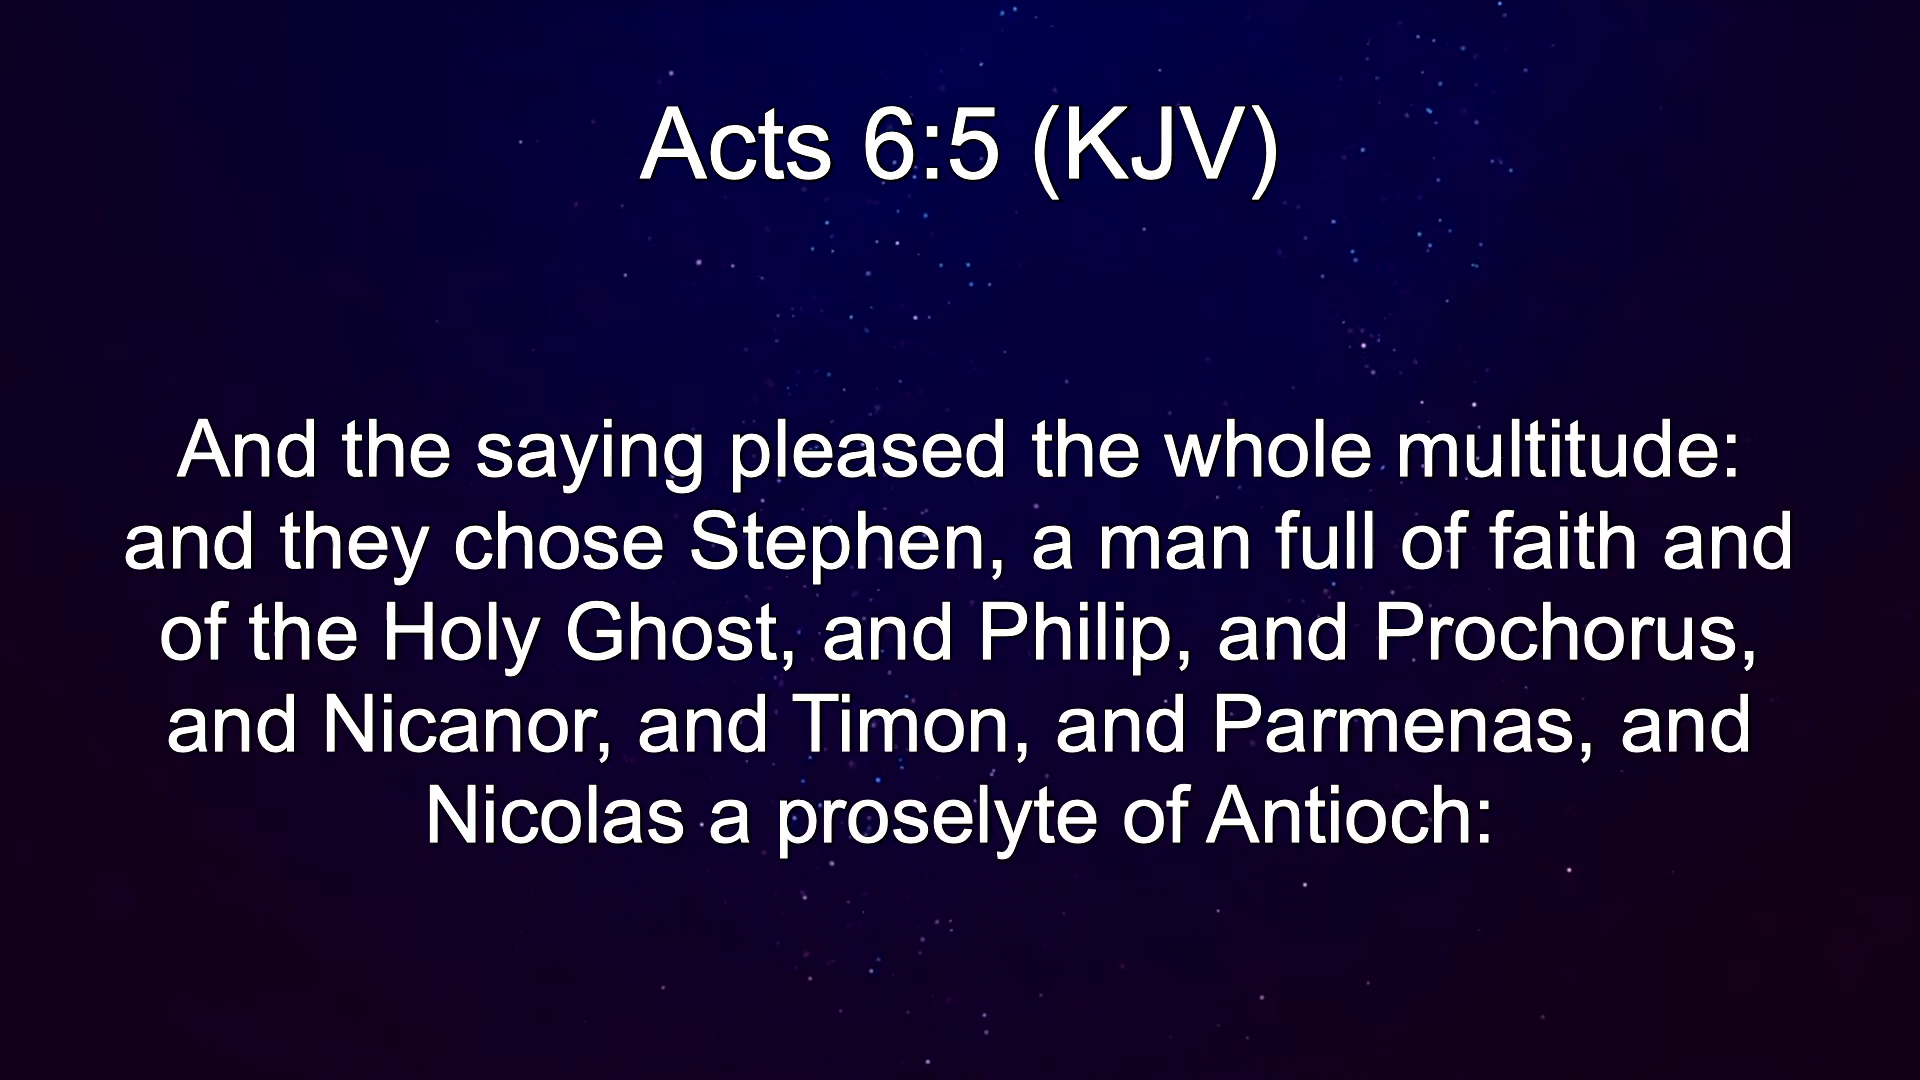 Acts 6:5 (KJV)
And the saying pleased the whole multitude:
and they chose Stephen, a man full of faith and
of the Holy Ghost, and Philip, and Prochorus,
and Nicanor, and Timon, and Parmenas, and
Nicolas a proselyte of Antioch: